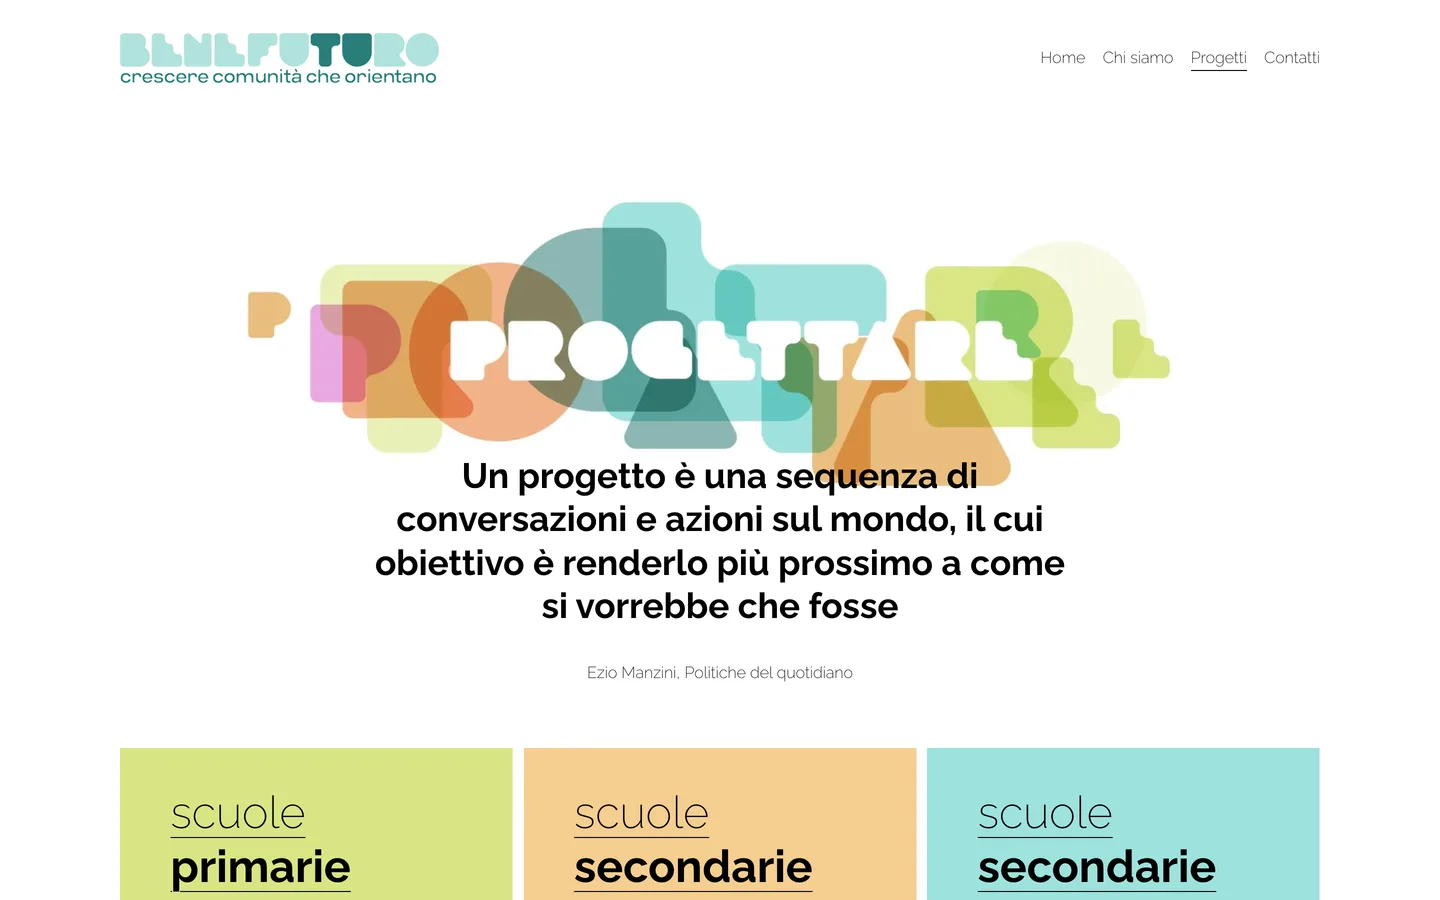 BENEFUTURO
crescere comunità che orientano
Home Chi siamo Progetti Contatti
PROGETTARE
Un progetto è una sequenza di
conversazioni e azioni sul mondo, il cui
obiettivo è renderlo più prossimo a come
si vorrebbe che fosse
Ezio Manzini, Politiche del quotidiano
scuole
primarie
scuole
secondarie
scuole
secondarie